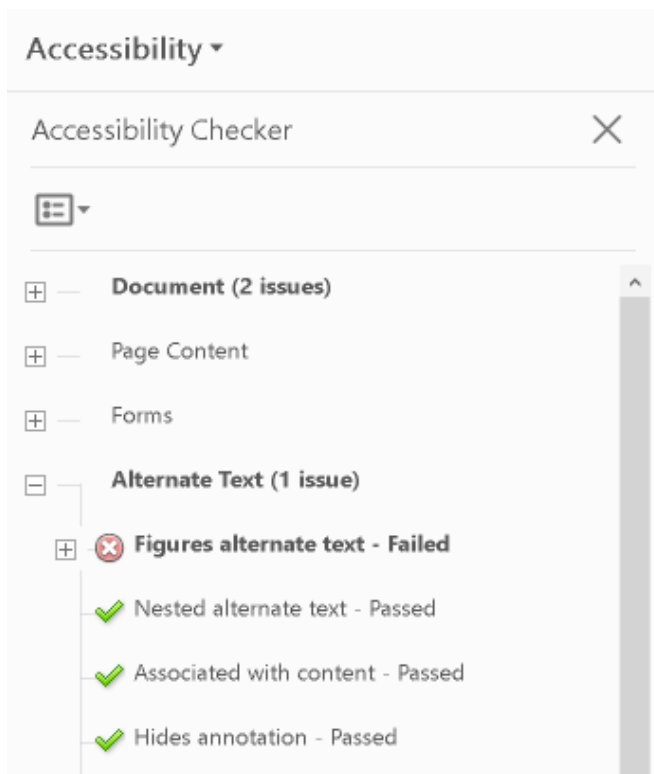 Accessibility
Accessibility Checker
Document (2 issues)
Page Content
Forms
Alternate Text (1 issue)
Figures alternate text - Failed
Nested alternate text - Passed
Associated with content - Passed
Hides annotation - Passed